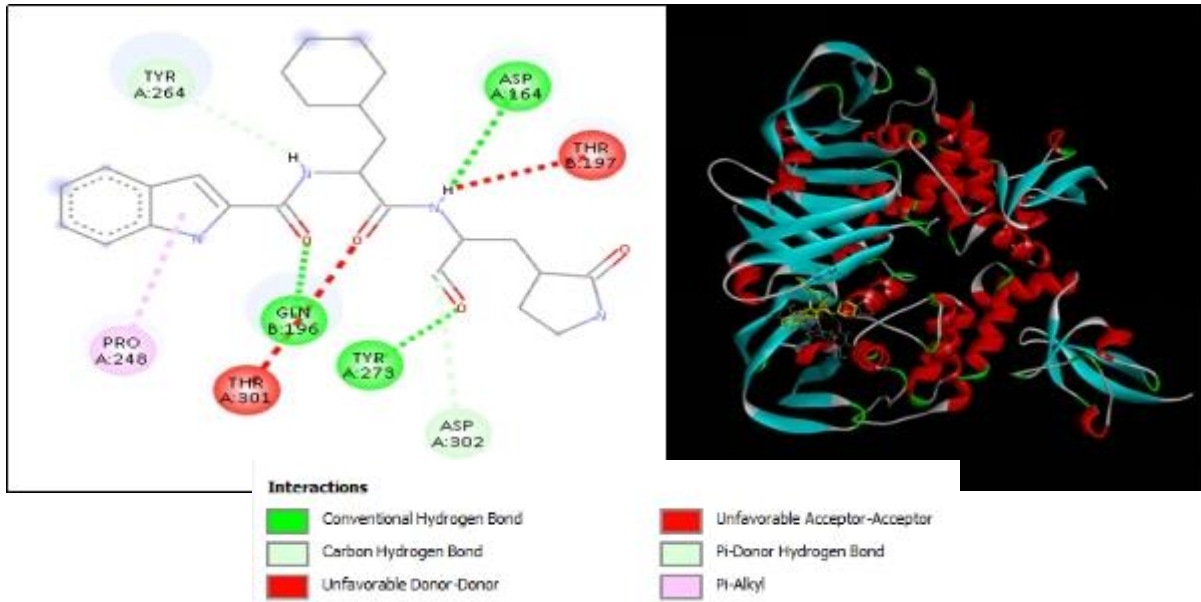 TYR
A:264
ASP
A:164
THR
B:197
H
H
N
N
N
O
O
O
O
N
GLN
B:196
PRO
A:248
TYR
A:273
THR
A:301
ASP
A:302
Interactions
Conventional Hydrogen Bond
Unfavorable Acceptor-Acceptor
Carbon Hydrogen Bond
Pi-Donor Hydrogen Bond
Unfavorable Donor-Donor
Pi-Alkyl